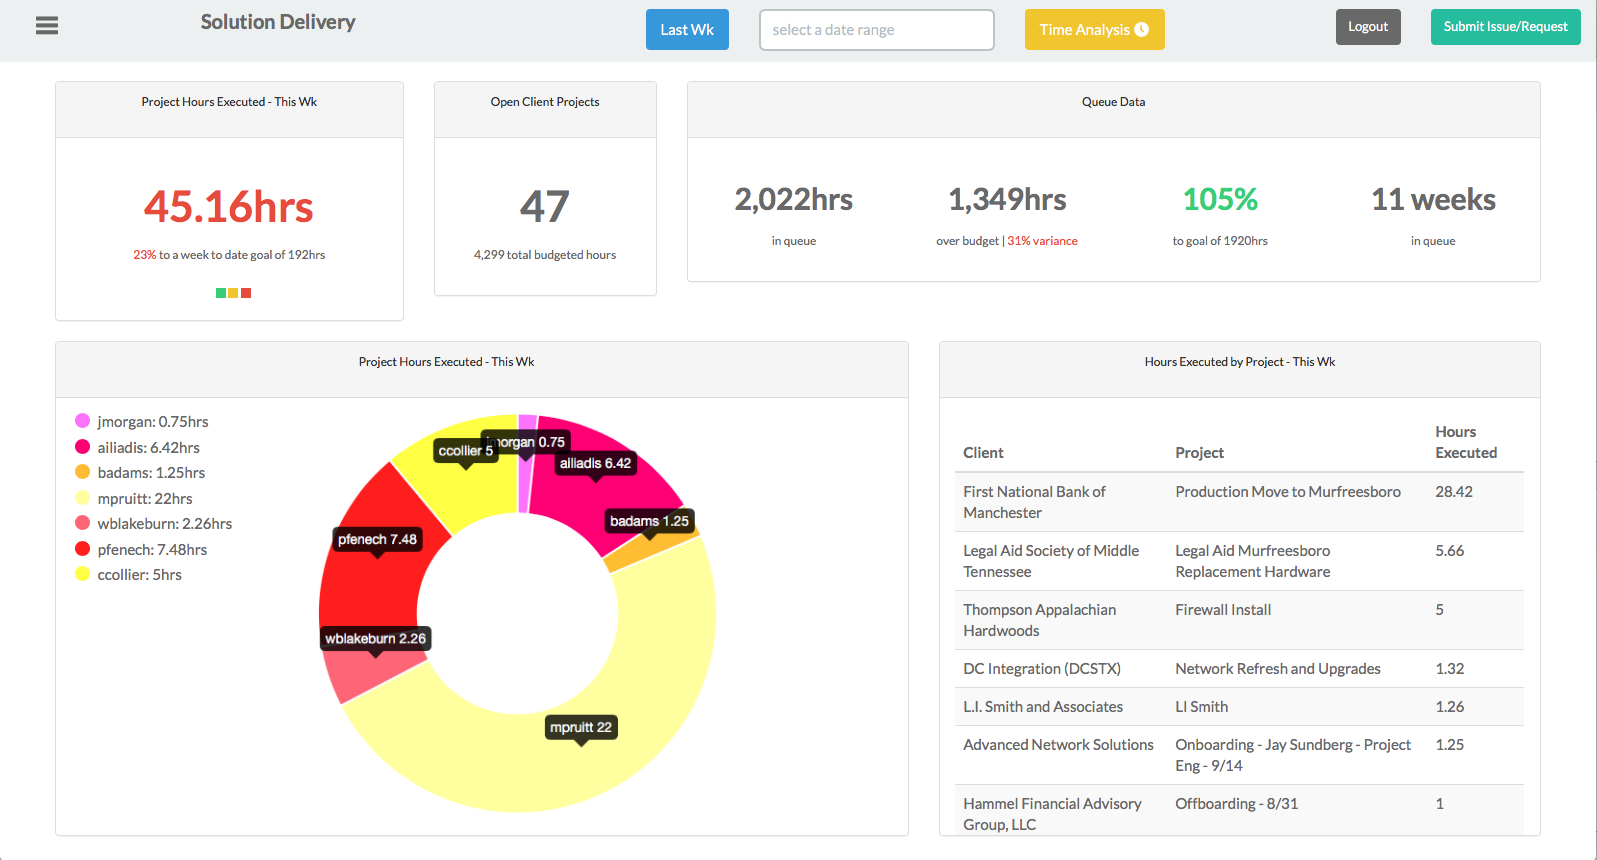 Solution Delivery
Last Wk
select a date range
Time Analysis
Logout
Submit Issue/Request
Project Hours Executed - This Wk
45.16hrs
23% to a week to date goal of 192hrs
Open Client Projects
47
4,299 total budgeted hours
Queue Data
2,022hrs
in queue
1,349hrs
over budget | 31% variance
105%
to goal of 1920hrs
11 weeks
in queue
Project Hours Executed - This Wk
jmorgan: 0.75hrs
ailiadis: 6.42hrs
badams: 1.25hrs
mpruitt: 22hrs
wblakeburn: 2.26hrs
pfenech: 7.48hrs
ccollier: 5hrs
jmorgan 0.75
ccollier 5
ailiadis 6.42
badams 1.25
pfenech 7.48
wblakeburn 2.26
mpruitt 22
Hours Executed by Project - This Wk
Client Project Hours
Executed
First National Bank of
Manchester
Production Move to Murfreesboro
28.42
Legal Aid Society of Middle
Tennessee
Legal Aid Murfreesboro
Replacement Hardware
5.66
Thompson Appalachian
Hardwoods
Firewall Install
5
DC Integration (DCSTX)
Network Refresh and Upgrades
1.32
L.I. Smith and Associates
LI Smith
1.26
Advanced Network Solutions
Onboarding - Jay Sundberg - Project
Eng - 9/14
1.25
Hammel Financial Advisory
Group, LLC
Offboarding - 8/31
1